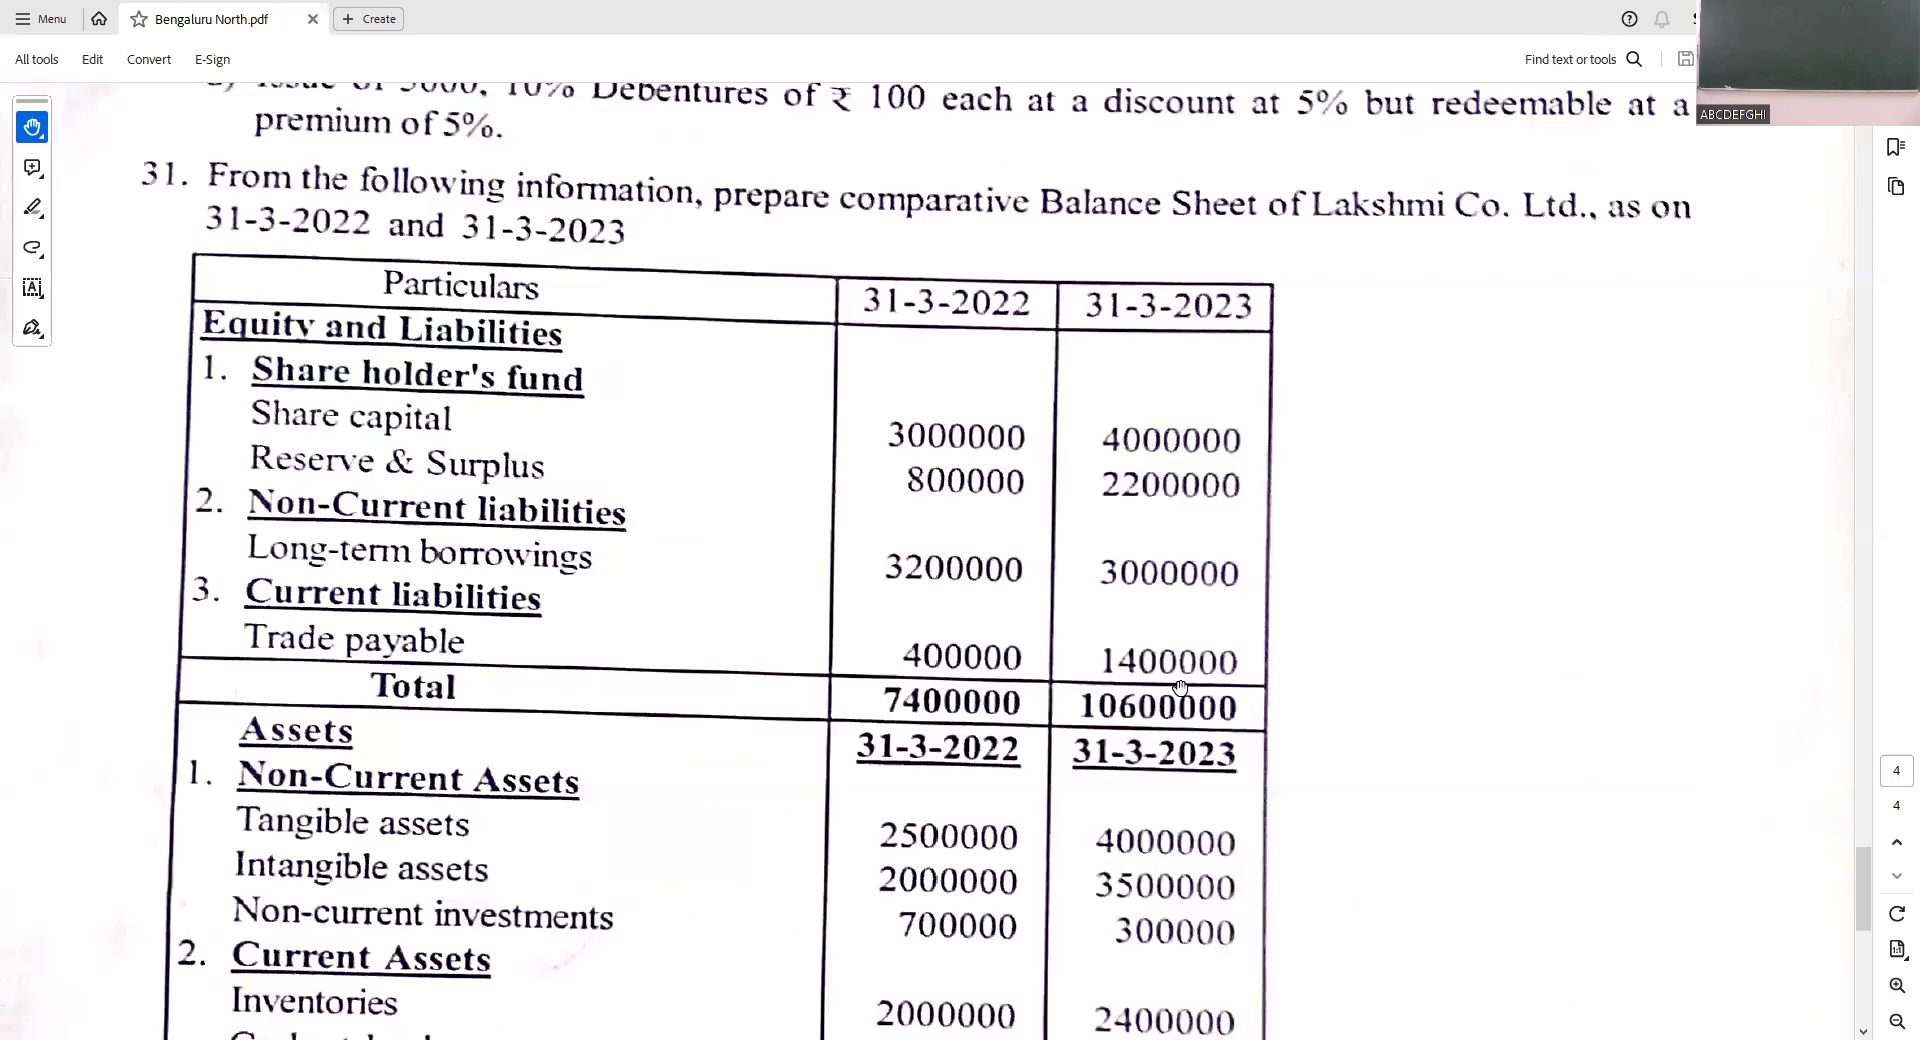 Menu
Bengaluru North.pdf
Create
All tools
Edit
Convert
E-Sign
Find text or tools
ABCDEFGHI
10% Debentures of ₹ 100 each at a discount at 5% but redeemable at a
premium of 5%.
31. From the following information, prepare comparative Balance Sheet of Lakshmi Co. Ltd., as on
31-3-2022 and 31-3-2023
Particulars 31-3-2022 31-3-2023
Equity and Liabilities
1. Share holder's fund
Share capital 3000000 4000000
Reserve & Surplus 800000 2200000
2. Non-Current liabilities
Long-term borrowings 3200000 3000000
3. Current liabilities
Trade payable 400000 1400000
Total 7400000 10600000
Assets 31-3-2022 31-3-2023
1. Non-Current Assets
Tangible assets 2500000 4000000
Intangible assets 2000000 3500000
Non-current investments 700000 300000
2. Current Assets
Inventories 2000000 2400000
4
4